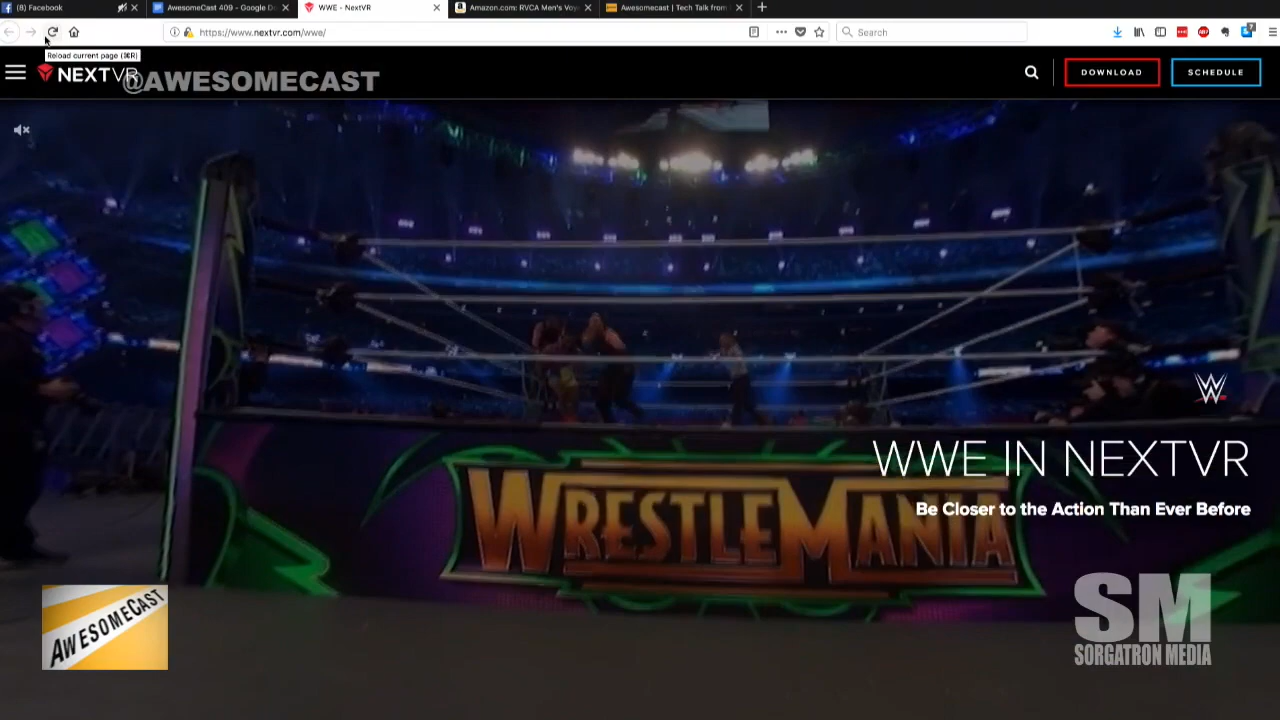 (8) Facebook
AwesomeCast 409 - Google Do
WWE - NextVR
Amazon.com: RVCA Men's Voy
Awesomecast | Tech Talk from
https://www.nextvr.com/wwe/
Search
Reload current page (⌘R)
NEXTVR
@AWESOMECAST
DOWNLOAD
SCHEDULE
W
WWE IN NEXTVR
Be Closer to the Action Than Ever Before
WRESTLEMANIA
AWESOMECAST
SM
SORGATRON MEDIA